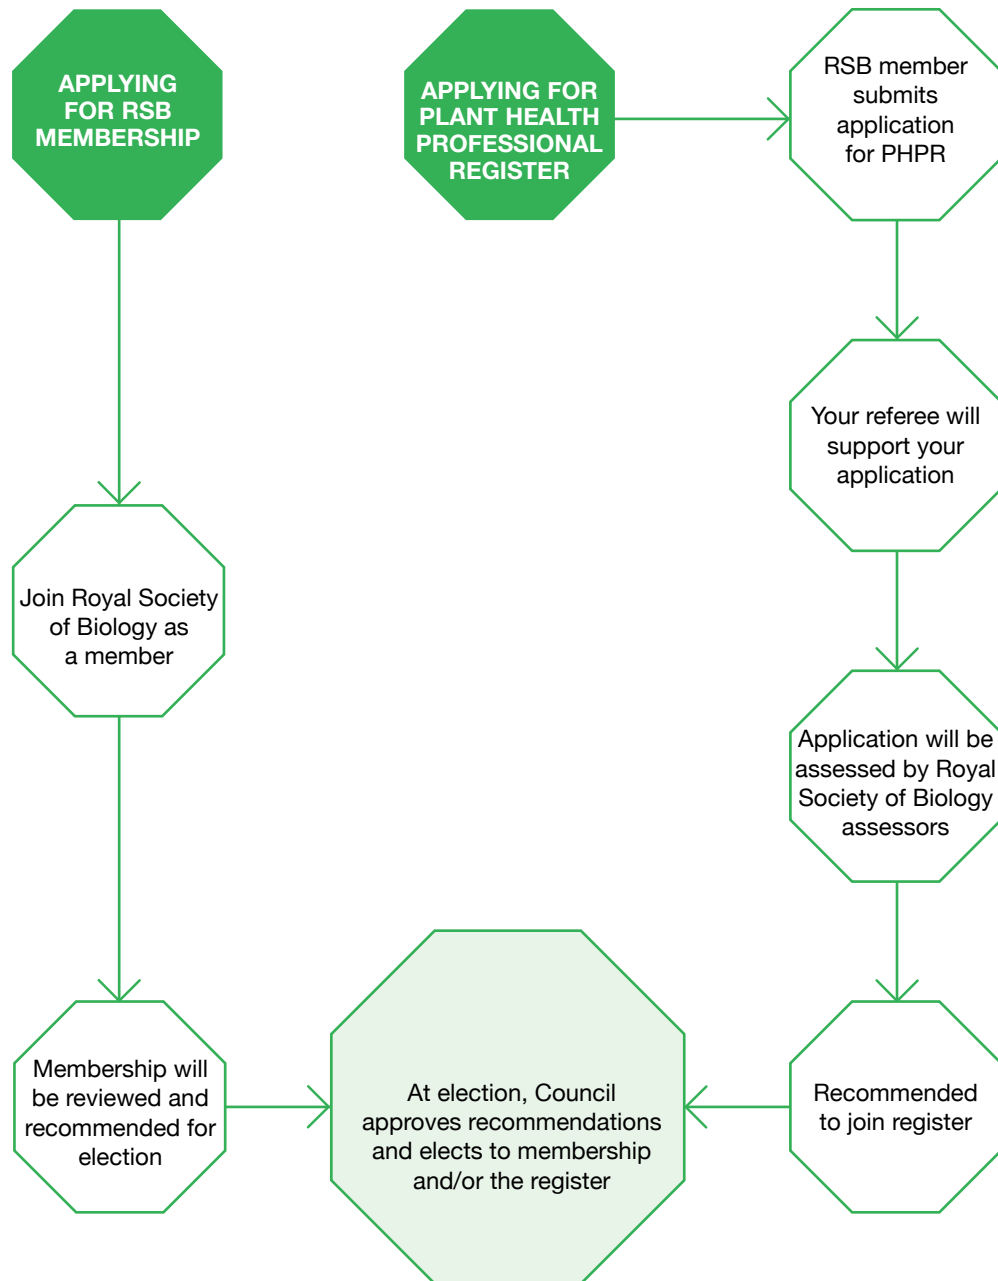 APPLYING
FOR RSB
MEMBERSHIP
APPLYING FOR
PLANT HEALTH
PROFESSIONAL
REGISTER
RSB member
submits
application
for PHPR
Your referee will
support your
application
Join Royal Society
of Biology as
a member
Application will be
assessed by Royal
Society of Biology
assessors
Membership will
be reviewed and
recommended for
election
At election, Council
approves recommendations
and elects to membership
and/or the register
Recommended
to join register